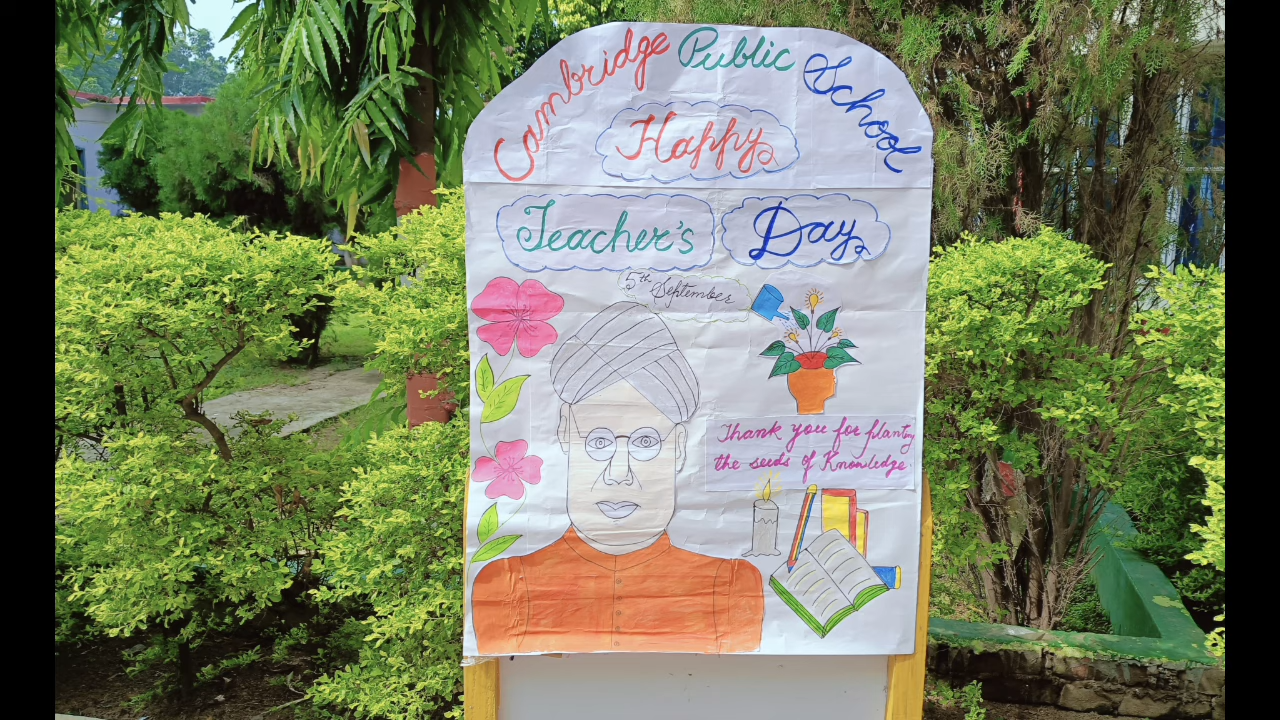 Cambridge Public School
Happy
Teacher's Day
5th September
Thank you for planting
the seeds of Knowledge